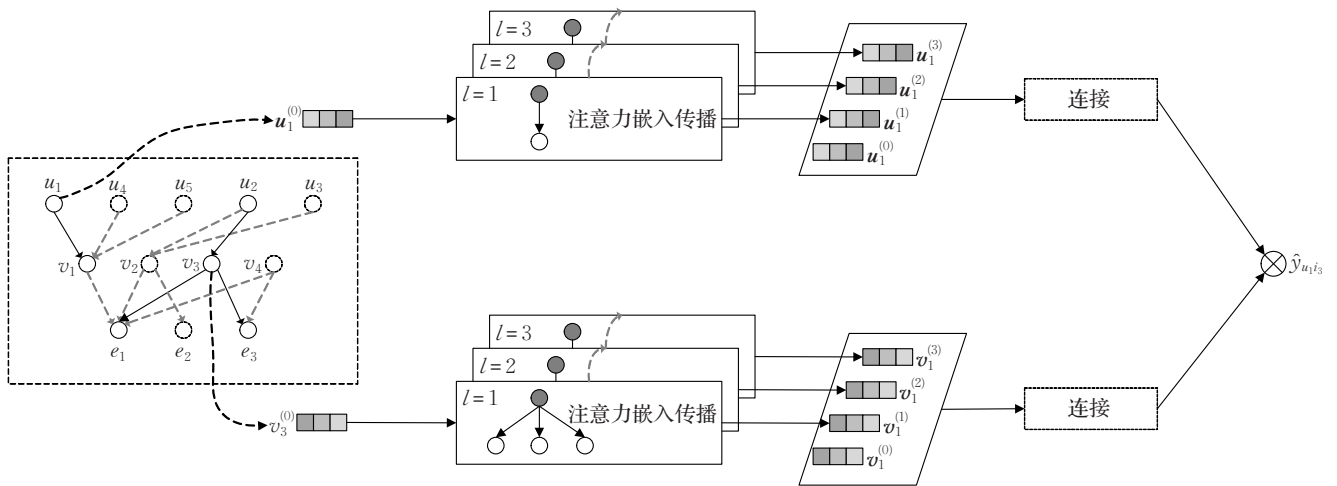 l=3
l=2
l=1
注意力嵌入传播
u₁⁽⁰⁾
u₁⁽³⁾
u₁⁽²⁾
u₁⁽¹⁾
u₁⁽⁰⁾
连接
u₁ u₄ u₅ u₂ u₃
v₁ v₂ v₃ v₄
e₁ e₂ e₃
v₃⁽⁰⁾
l=3
l=2
l=1
注意力嵌入传播
v₁⁽³⁾
v₁⁽²⁾
v₁⁽¹⁾
v₁⁽⁰⁾
连接
ŷ_{u₁i₃}